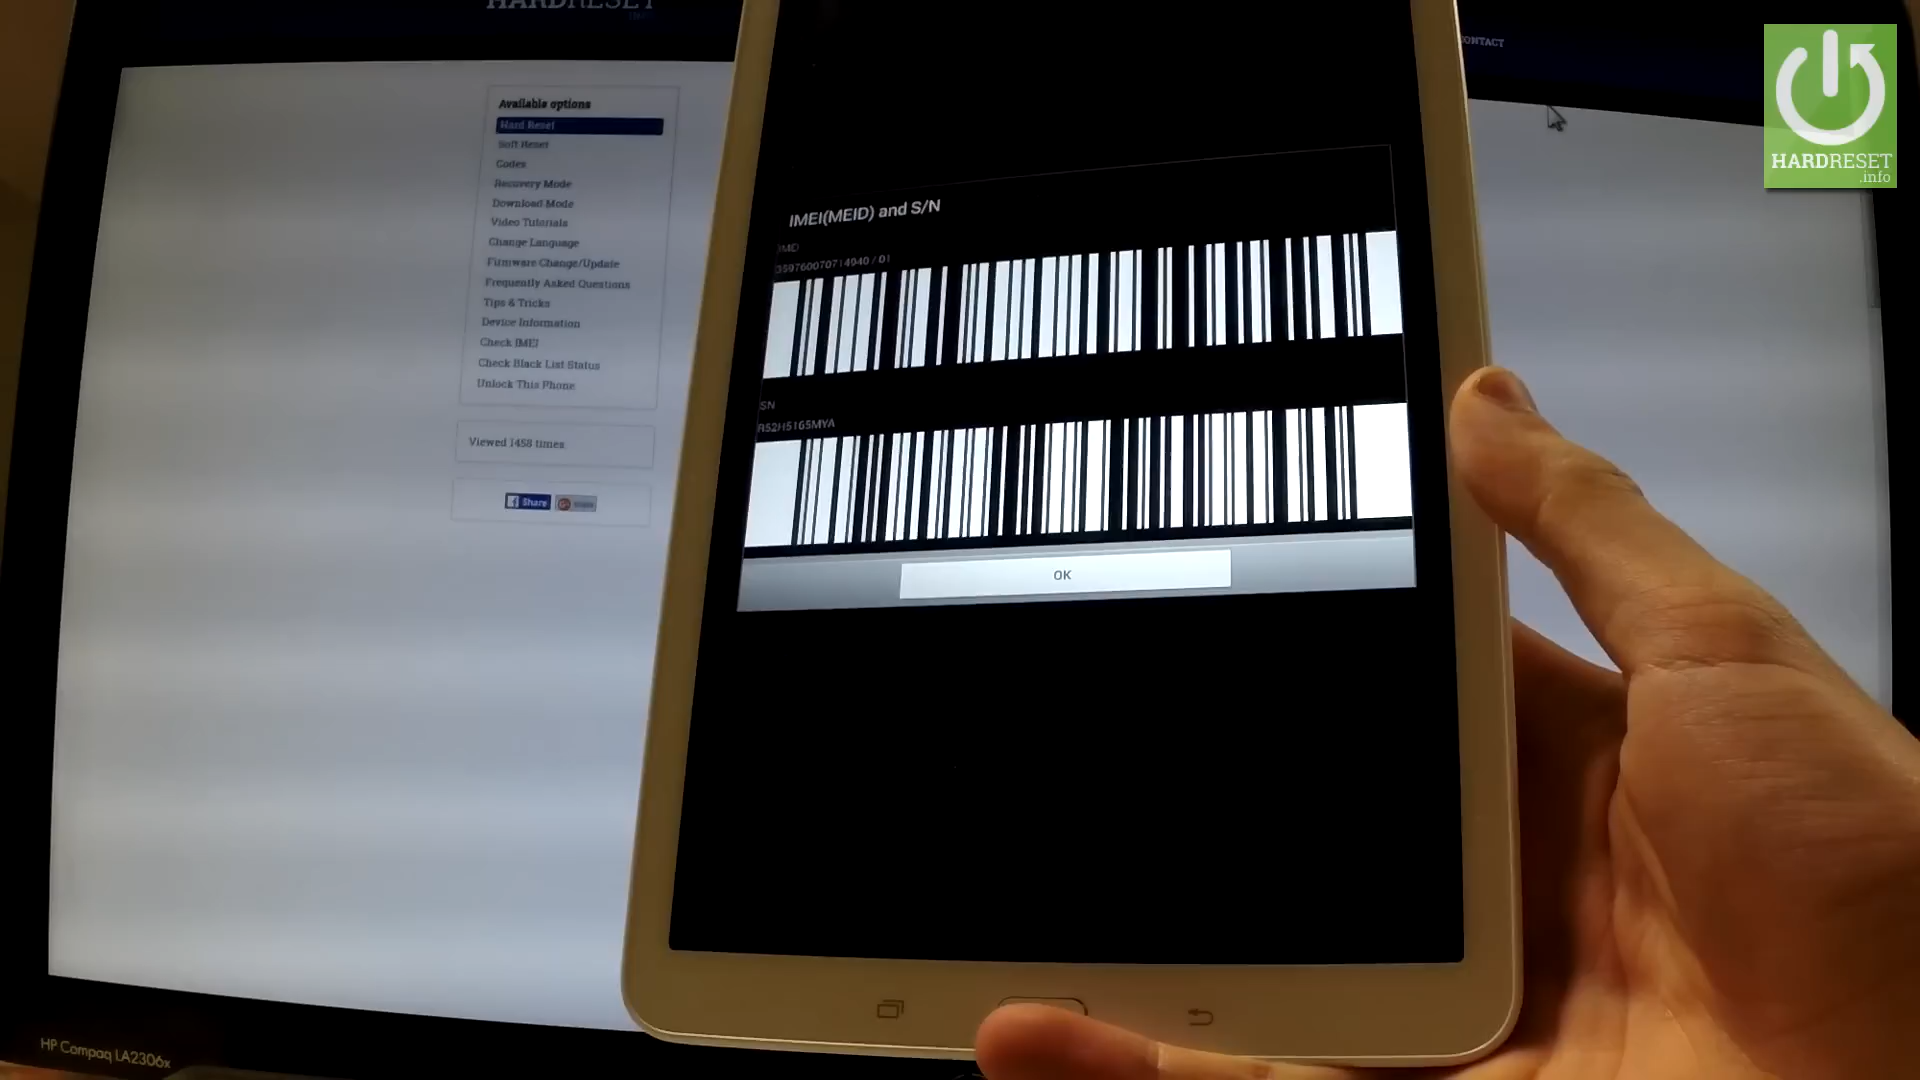 HARDRESET
CONTACT
HARDRESET
.info
Available options
Hard Reset
Soft Reset
Codes
Recovery Mode
Download Mode
Video Tutorials
Change Language
Firmware Change/Update
Frequently Asked Questions
Tips & Tricks
Device Information
Check IMEI
Check Black List Status
Unlock This Phone
Viewed 1458 times
Share
IMEI(MEID) and S/N
IMEI
359760070714940 / 01
SN
R52H5165MYA
OK
HP Compaq LA2306x